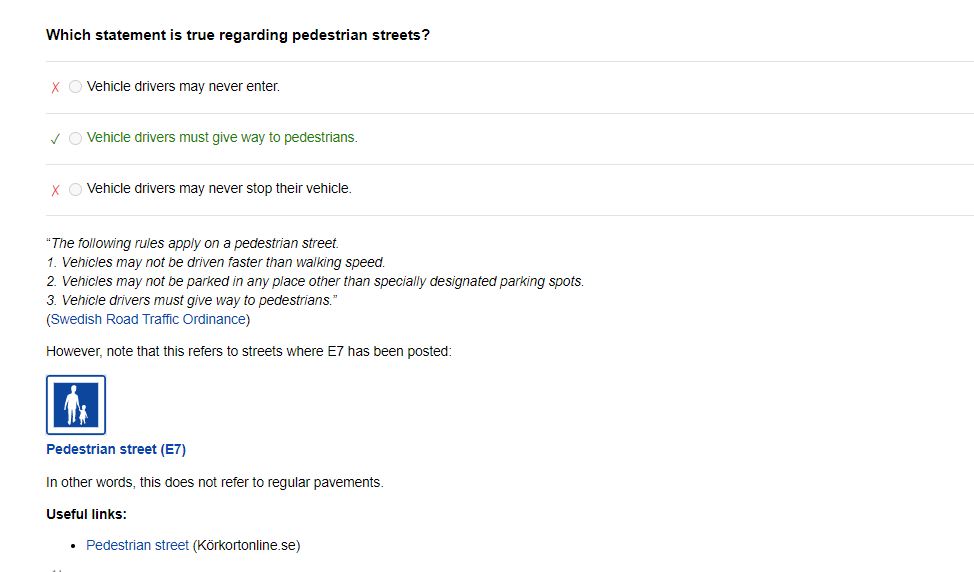 Which statement is true regarding pedestrian streets?
X Vehicle drivers may never enter.
✓ Vehicle drivers must give way to pedestrians.
X Vehicle drivers may never stop their vehicle.
“The following rules apply on a pedestrian street.
1. Vehicles may not be driven faster than walking speed.
2. Vehicles may not be parked in any place other than specially designated parking spots.
3. Vehicle drivers must give way to pedestrians.”
(Swedish Road Traffic Ordinance)
However, note that this refers to streets where E7 has been posted:
Pedestrian street (E7)
In other words, this does not refer to regular pavements.
Useful links:
• Pedestrian street (Körkortonline.se)